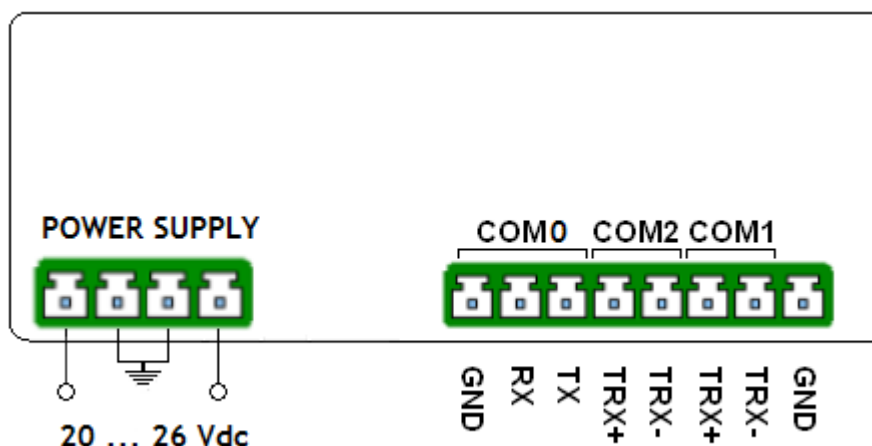 POWER SUPPLY
COM0 COM2 COM1
GND RX TX TRX+ TRX- TRX+ TRX- GND
20 ... 26 Vdc